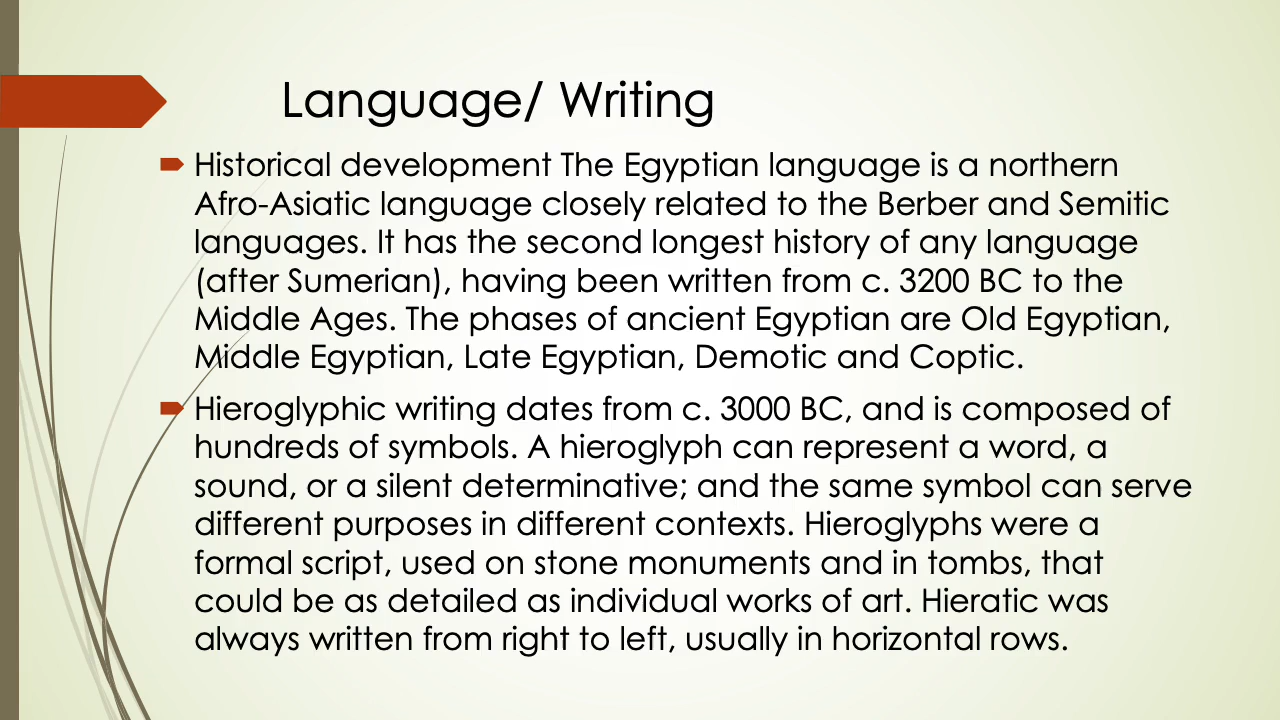 Language/ Writing
Historical development The Egyptian language is a northern
Afro-Asiatic language closely related to the Berber and Semitic
languages. It has the second longest history of any language
(after Sumerian), having been written from c. 3200 BC to the
Middle Ages. The phases of ancient Egyptian are Old Egyptian,
Middle Egyptian, Late Egyptian, Demotic and Coptic.
Hieroglyphic writing dates from c. 3000 BC, and is composed of
hundreds of symbols. A hieroglyph can represent a word, a
sound, or a silent determinative; and the same symbol can serve
different purposes in different contexts. Hieroglyphs were a
formal script, used on stone monuments and in tombs, that
could be as detailed as individual works of art. Hieratic was
always written from right to left, usually in horizontal rows.